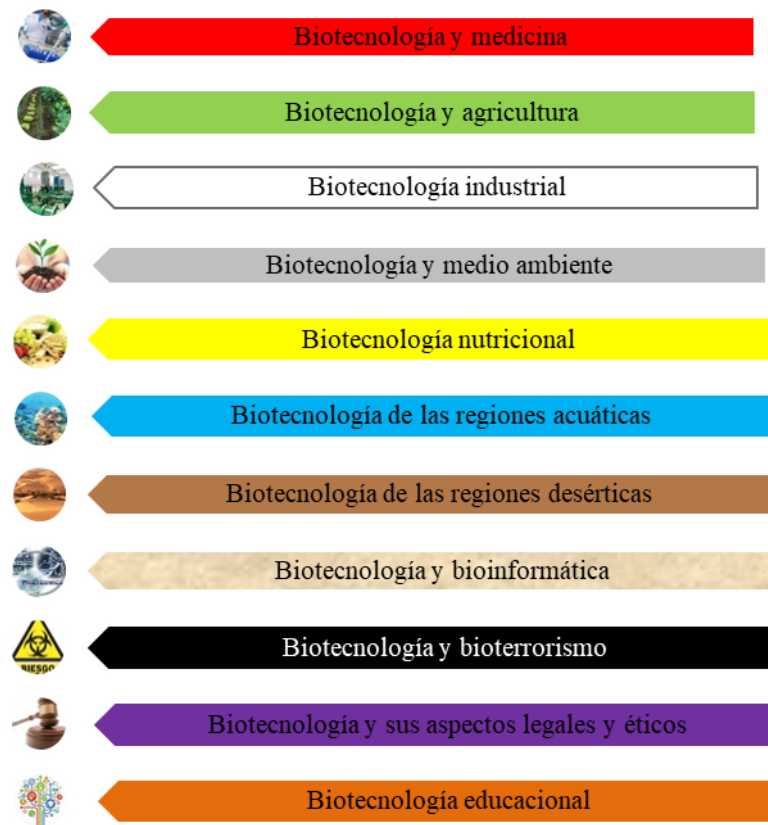 Biotecnología y medicina
Biotecnología y agricultura
Biotecnología industrial
Biotecnología y medio ambiente
Biotecnología nutricional
Biotecnología de las regiones acuáticas
Biotecnología de las regiones desérticas
Biotecnología y bioinformática
Biotecnología y bioterrorismo
RIESGO
Biotecnología y sus aspectos legales y éticos
Biotecnología educacional